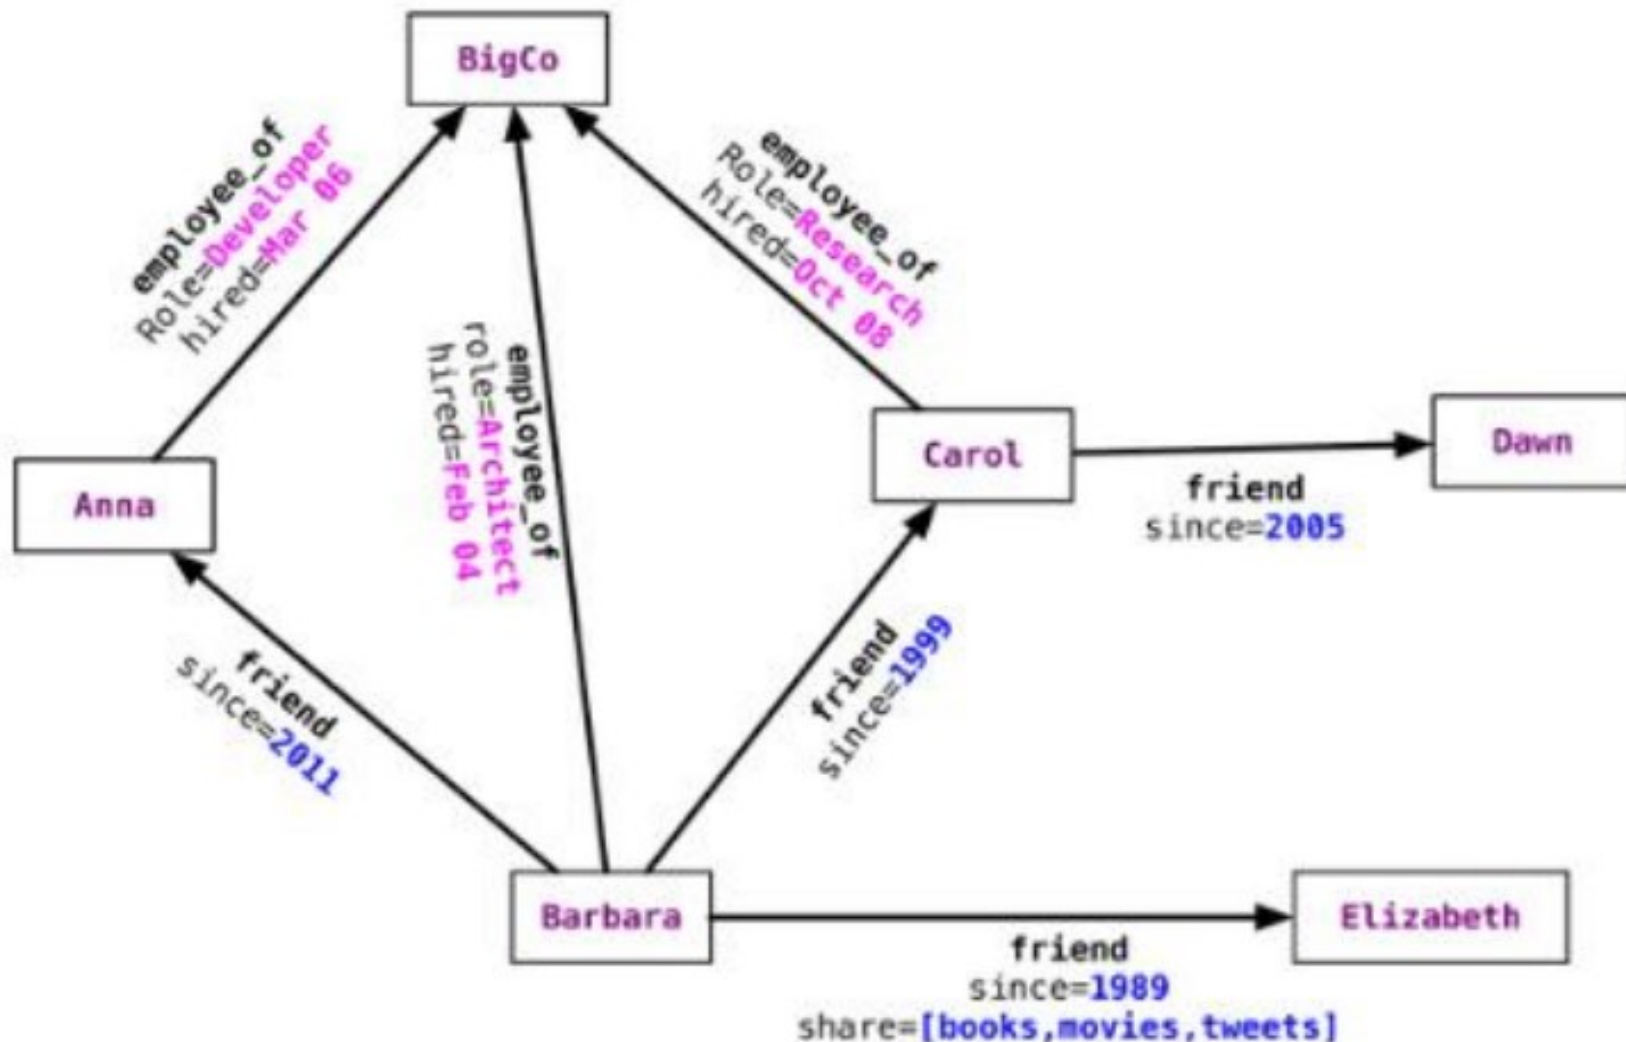 BigCo
employee_of
Role=Developer
hired=Mar 06
employee_of
Role=Research
hired=Oct 08
employee_of
role=Architect
hired=Feb 04
Anna
Carol
Dawn
friend
since=2005
friend
since=2011
friend
since=1999
Barbara
Elizabeth
friend
since=1989
share=[books,movies,tweets]